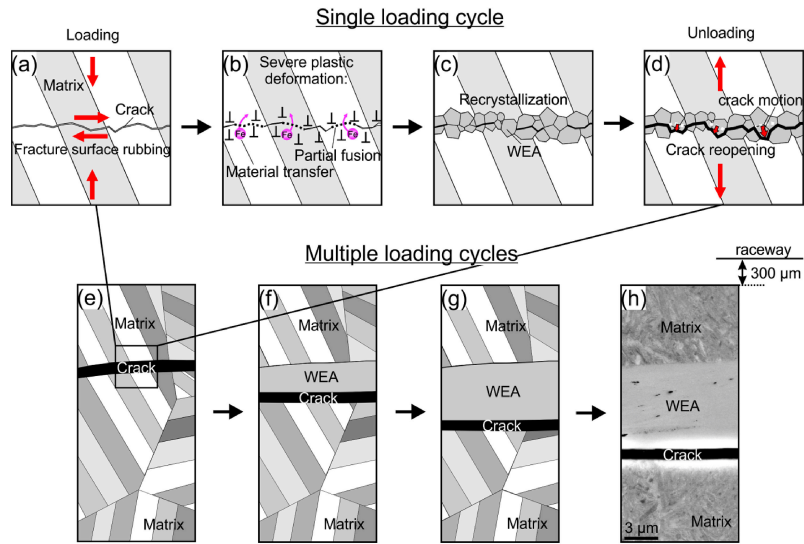 Single loading cycle
Loading
Unloading
(a)
Matrix
Crack
Fracture surface rubbing
(b)
Severe plastic
deformation:
Fe
Fe
Fe
Partial fusion
Material transfer
(c)
Recrystallization
WEA
(d)
crack motion
Crack reopening
Multiple loading cycles
raceway
300 μm
(e)
Matrix
Crack
Matrix
(f)
Matrix
WEA
Crack
(g)
Matrix
WEA
Crack
(h)
Matrix
WEA
Crack
3 μm
Matrix